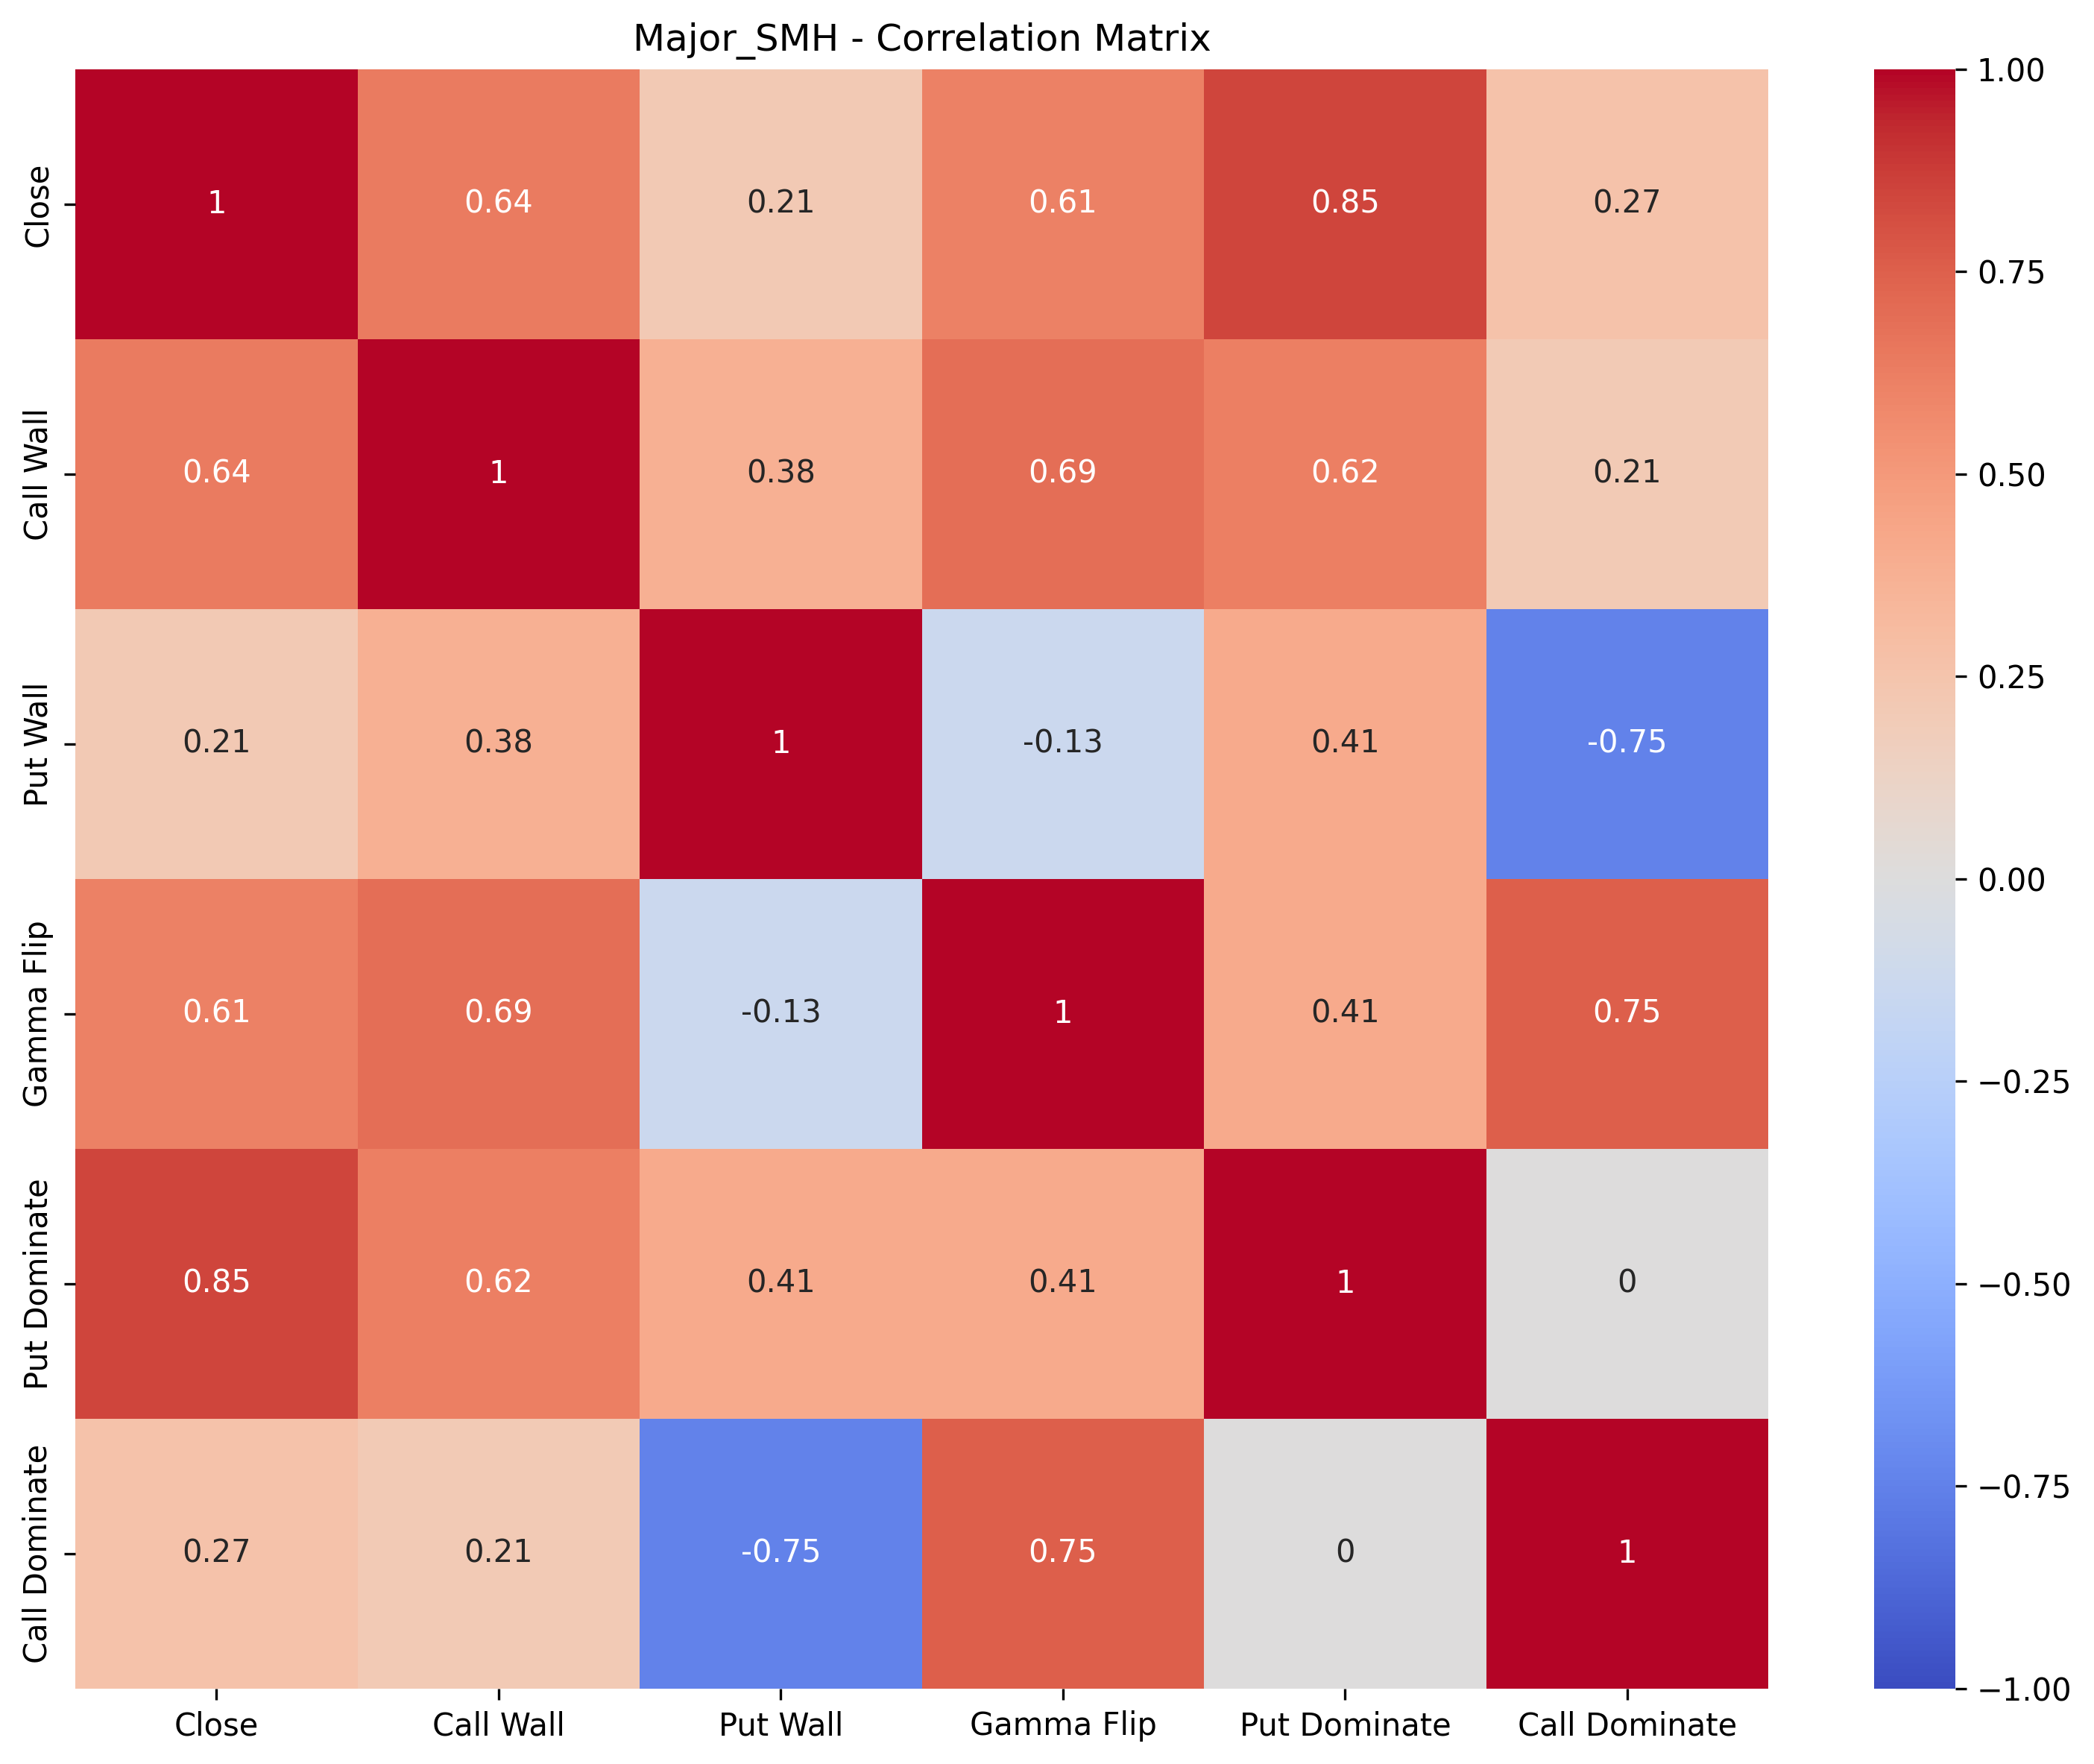 Major_SMH - Correlation Matrix
Close 1 0.64 0.21 0.61 0.85 0.27
Call Wall 0.64 1 0.38 0.69 0.62 0.21
Put Wall 0.21 0.38 1 -0.13 0.41 -0.75
Gamma Flip 0.61 0.69 -0.13 1 0.41 0.75
Put Dominate 0.85 0.62 0.41 0.41 1 0
Call Dominate 0.27 0.21 -0.75 0.75 0 1
Close Call Wall Put Wall Gamma Flip Put Dominate Call Dominate
1.00
0.75
0.50
0.25
0.00
−0.25
−0.50
−0.75
−1.00